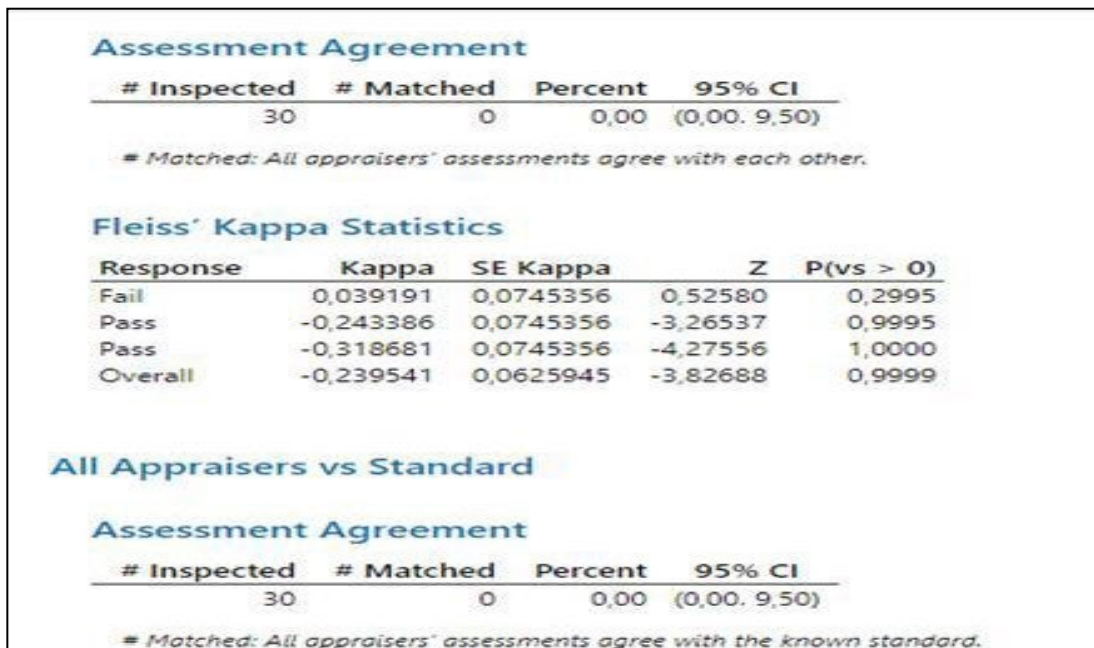 Assessment Agreement
# Inspected # Matched Percent 95% CI
30 0 0,00 (0,00. 9,50)
# Matched: All appraisers' assessments agree with each other.
Fleiss' Kappa Statistics
Response Kappa SE Kappa Z P(vs > 0)
Fail 0,039191 0,0745356 0,52580 0,2995
Pass -0,243386 0,0745356 -3,26537 0,9995
Pass -0,318681 0,0745356 -4,27556 1,0000
Overall -0,239541 0,0625945 -3,82688 0,9999
All Appraisers vs Standard
Assessment Agreement
# Inspected # Matched Percent 95% CI
30 0 0,00 (0,00. 9,50)
# Matched: All appraisers' assessments agree with the known standard.